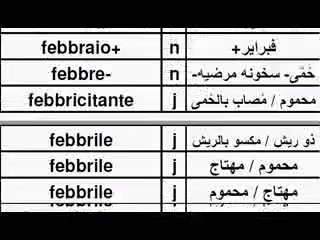 febbraio+ n فبراير+
febbre- n حُمّى- سخونه مرضيه-
febbricitante j محموم / مُصاب بالحُمى
febbrile j ذو ريش / مكسو بالريش
febbrile j محموم / مهتاج
febbrile j مهتاج / محموم